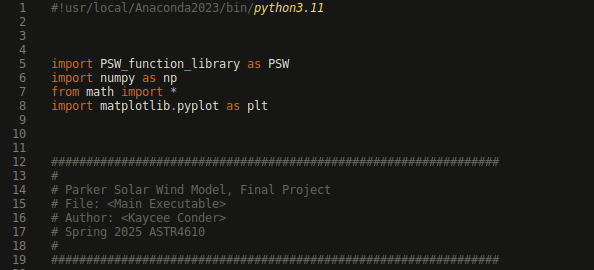 1 #!usr/local/Anaconda2023/bin/python3.11
2
3
4
5 import PSW_function_library as PSW
6 import numpy as np
7 from math import *
8 import matplotlib.pyplot as plt
9
10
11
12 ################################################################
13 #
14 # Parker Solar Wind Model, Final Project
15 # File: <Main Executable>
16 # Author: <Kaycee Conder>
17 # Spring 2025 ASTR4610
18 #
19 ################################################################